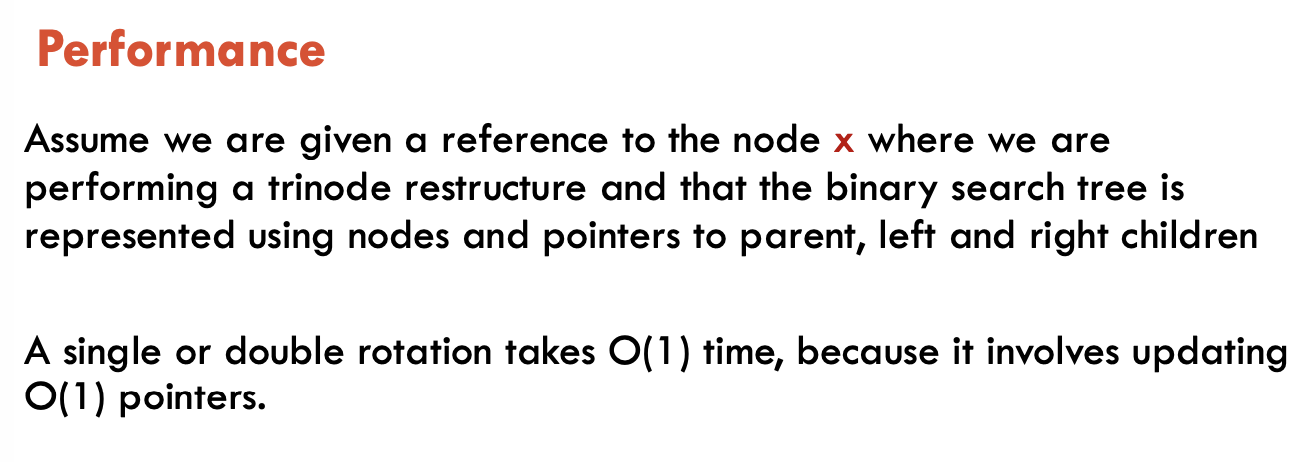 Performance
Assume we are given a reference to the node x where we are
performing a trinode restructure and that the binary search tree is
represented using nodes and pointers to parent, left and right children
A single or double rotation takes O(1) time, because it involves updating
O(1) pointers.